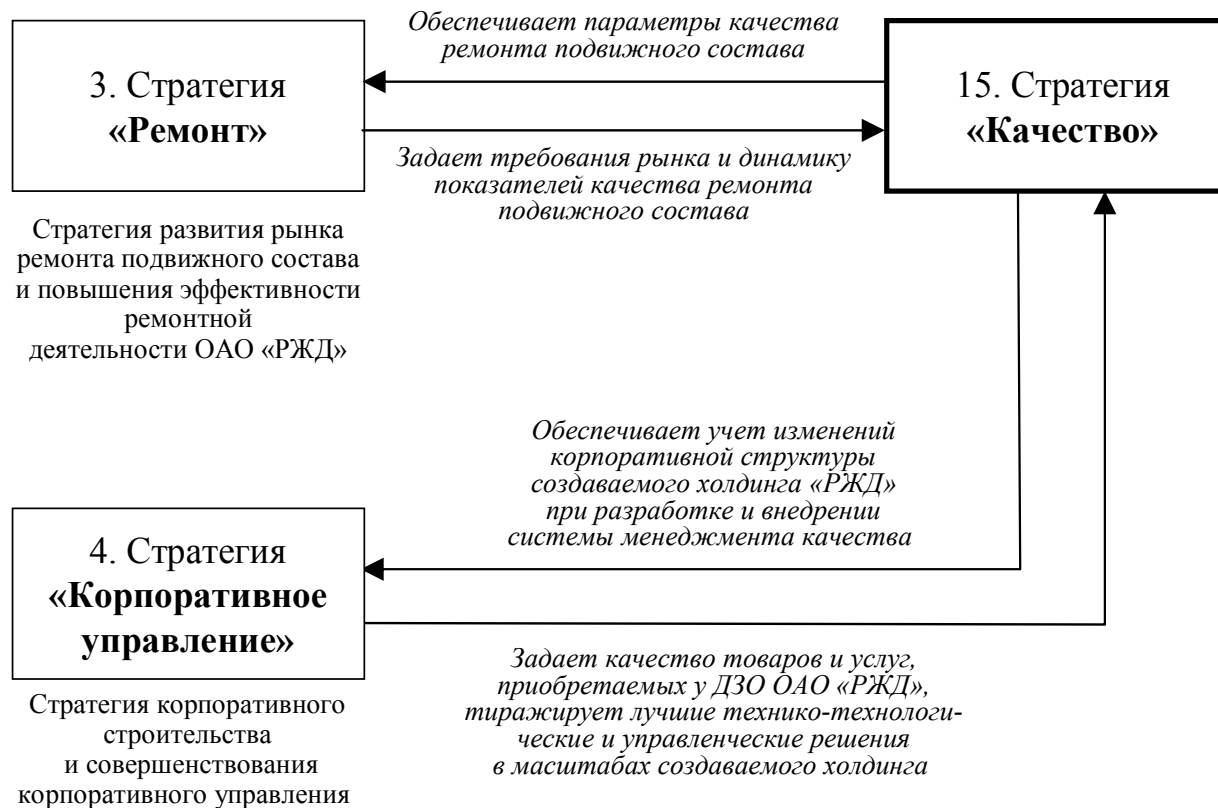 Обеспечивает параметры качества
ремонта подвижного состава
3. Стратегия
«Ремонт»
15. Стратегия
«Качество»
Задает требования рынка и динамику
показателей качества ремонта
подвижного состава
Стратегия развития рынка
ремонта подвижного состава
и повышения эффективности
ремонтной
деятельности ОАО «РЖД»
Обеспечивает учет изменений
корпоративной структуры
создаваемого холдинга «РЖД»
при разработке и внедрении
системы менеджмента качества
4. Стратегия
«Корпоративное
управление»
Задает качество товаров и услуг,
приобретаемых у ДЗО ОАО «РЖД»,
тиражирует лучшие технико-технологи-
ческие и управленческие решения
в масштабах создаваемого холдинга
Стратегия корпоративного
строительства
и совершенствования
корпоративного управления